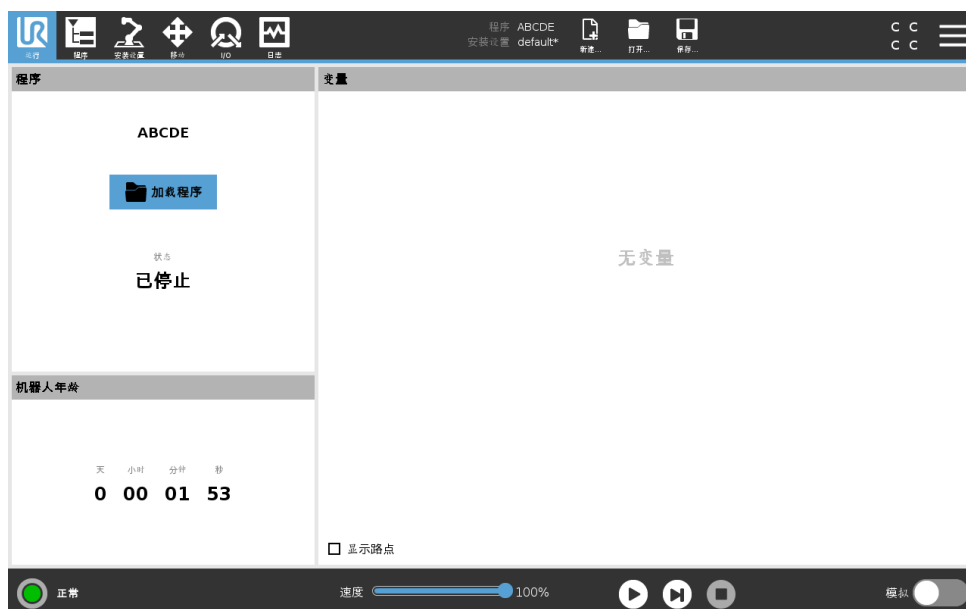 运行
程序
安装设置
移动
I/O
日志
程序 ABCDE
安装设置 default*
新建...
打开...
保存...
C C
C C
程序
变量
ABCDE
加载程序
状态
已停止
无变量
机器人年龄
天 小时 分钟 秒
0 00 01 53
显示路点
正常
速度
100%
模拟